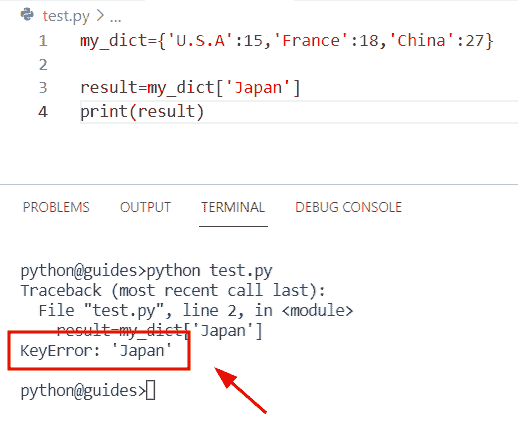 test.py > ...
1 my_dict={'U.S.A':15,'France':18,'China':27}
2
3 result=my_dict['Japan']
4 print(result)
PROBLEMS OUTPUT TERMINAL DEBUG CONSOLE
python@guides>python test.py
Traceback (most recent call last):
  File "test.py", line 2, in <module>
    result=my_dict['Japan']
KeyError: 'Japan'
python@guides>